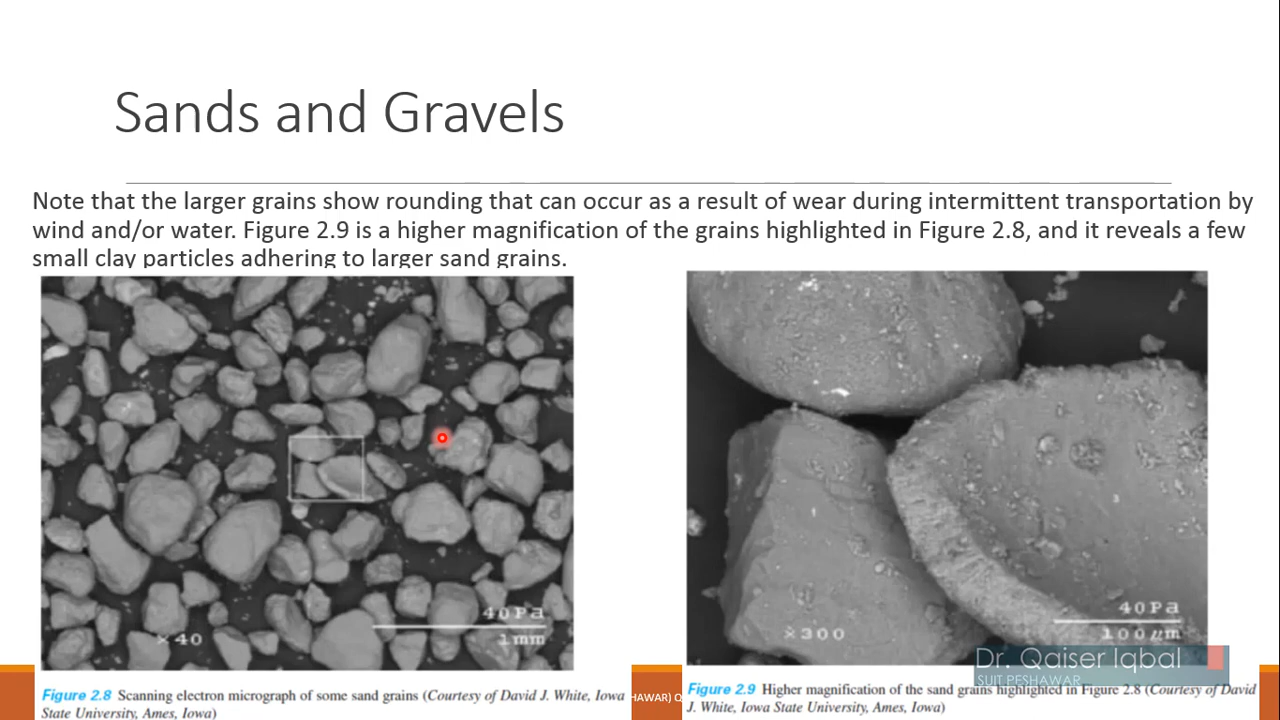 Sands and Gravels
Note that the larger grains show rounding that can occur as a result of wear during intermittent transportation by
wind and/or water. Figure 2.9 is a higher magnification of the grains highlighted in Figure 2.8, and it reveals a few
small clay particles adhering to larger sand grains.
40Pa
×40 1mm
Figure 2.8 Scanning electron micrograph of some sand grains (Courtesy of David J. White, Iowa
State University, Ames, Iowa)
HAWAR) Q
40Pa
×300 100µm
Dr. Qaiser Iqbal
SUIT PESHAWAR
Figure 2.9 Higher magnification of the sand grains highlighted in Figure 2.8 (Courtesy of David
J. White, Iowa State University, Ames, Iowa)